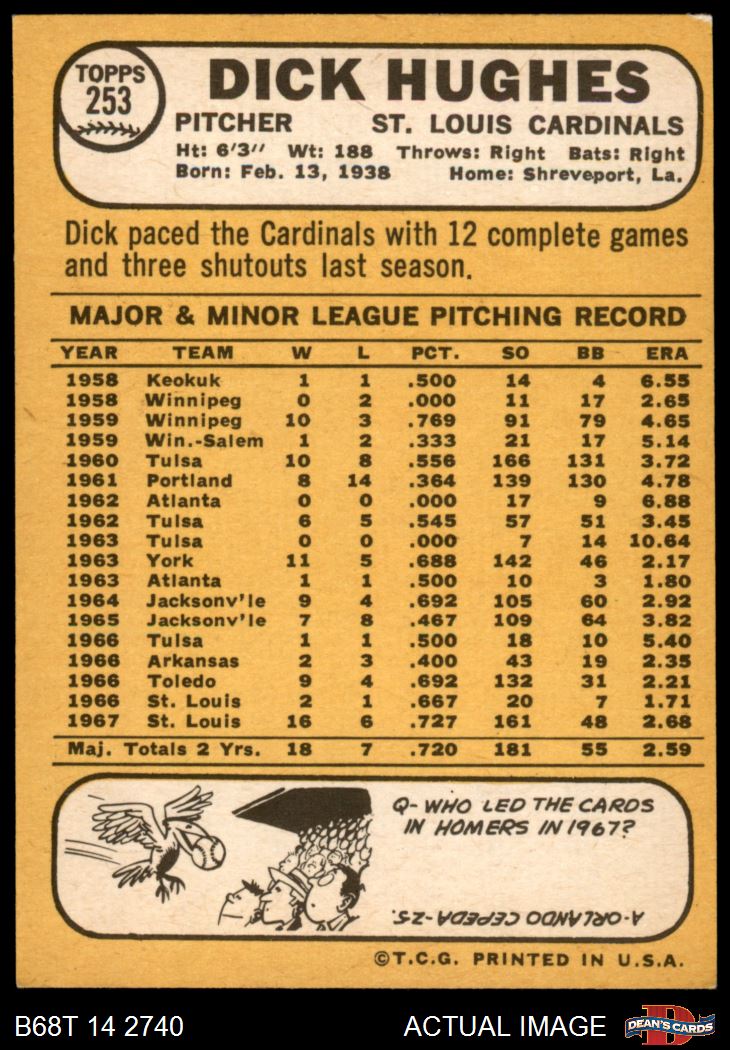 TOPPS
253
DICK HUGHES
PITCHER ST. LOUIS CARDINALS
Ht: 6'3" Wt: 188 Throws: Right Bats: Right
Born: Feb. 13, 1938 Home: Shreveport, La.
Dick paced the Cardinals with 12 complete games
and three shutouts last season.
MAJOR & MINOR LEAGUE PITCHING RECORD
YEAR TEAM W L PCT. SO BB ERA
1958 Keokuk 1 1 .500 14 4 6.55
1958 Winnipeg 0 2 .000 11 17 2.65
1959 Winnipeg 10 3 .769 91 79 4.65
1959 Win.-Salem 1 2 .333 21 17 5.14
1960 Tulsa 10 8 .556 166 131 3.72
1961 Portland 8 14 .364 139 130 4.78
1962 Atlanta 0 0 .000 17 9 6.88
1962 Tulsa 6 5 .545 57 51 3.45
1963 Tulsa 0 0 .000 7 14 10.64
1963 York 11 5 .688 142 46 2.17
1963 Atlanta 1 1 .500 10 3 1.80
1964 Jacksonv'le 9 4 .692 105 60 2.92
1965 Jacksonv'le 7 8 .467 109 64 3.82
1966 Tulsa 1 1 .500 18 10 5.40
1966 Arkansas 2 3 .400 43 19 2.35
1966 Toledo 9 4 .692 132 31 2.21
1966 St. Louis 2 1 .667 20 7 1.71
1967 St. Louis 16 6 .727 161 48 2.68
Maj. Totals 2 Yrs. 18 7 .720 181 55 2.59
Q- WHO LED THE CARDS
IN HOMERS IN 1967?
A-ORLANDO CEPEDA-25.
©T.C.G. PRINTED IN U.S.A.
B68T 14 2740 ACTUAL IMAGE
D
DEAN'S CARDS